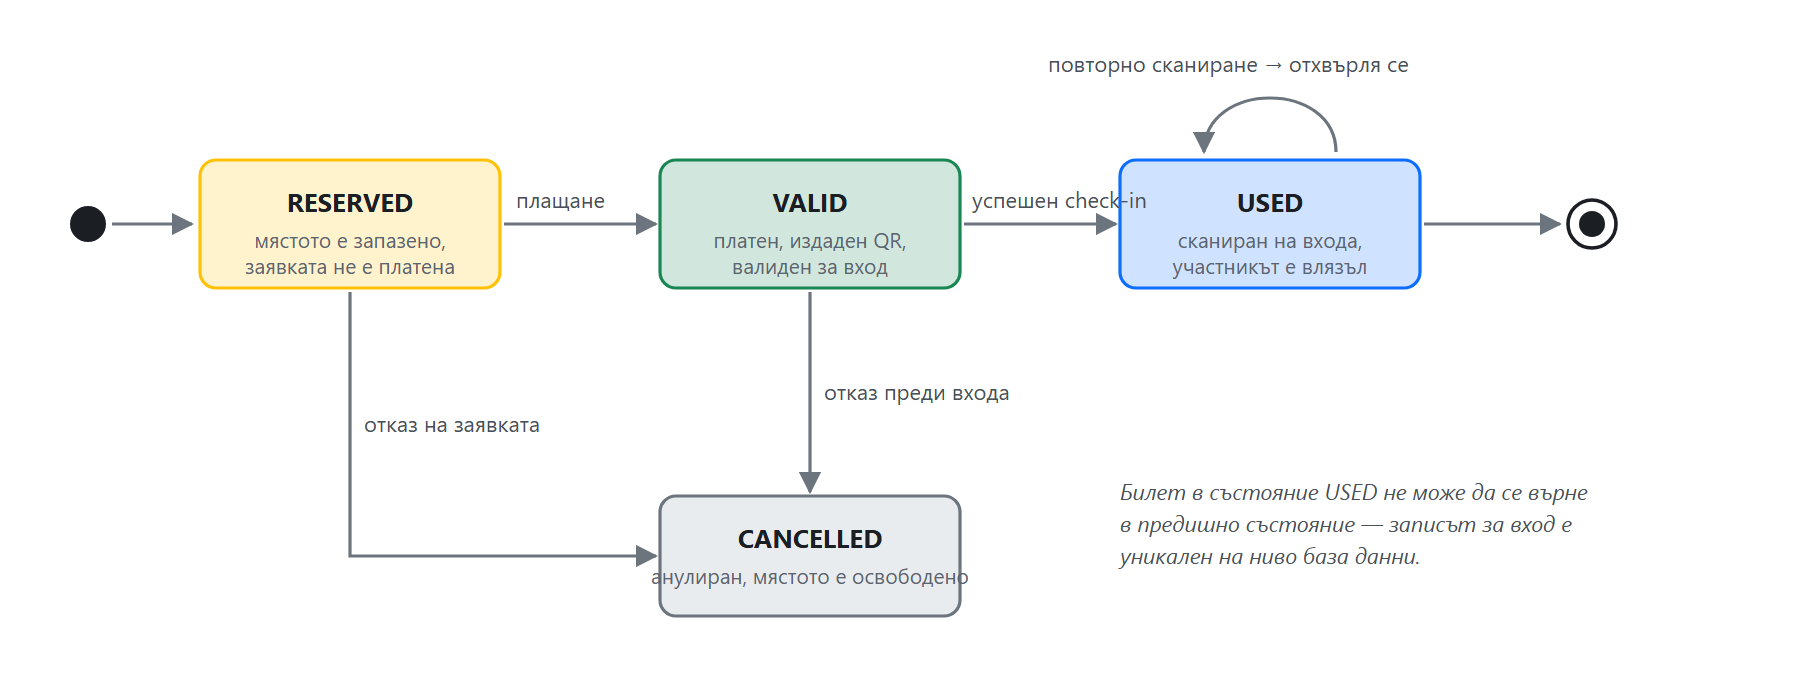 повторно сканиране → отхвърля се
RESERVED
мястото е запазено,
заявката не е платена
плащане
VALID
платен, издаден QR,
валиден за вход
успешен check-in
USED
сканиран на входа,
участникът е влязъл
отказ на заявката
отказ преди входа
CANCELLED
анулиран, мястото е освободено
Билет в състояние USED не може да се върне
в предишно състояние — записът за вход е
уникален на ниво база данни.